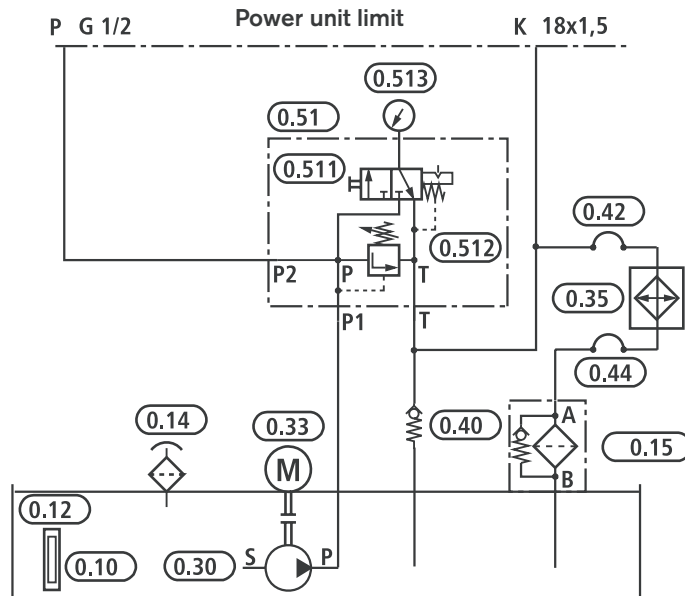 Power unit limit
P G 1/2
K 18x1,5
0.513
0.51
0.511
0.42
0.512
P2 P T
0.35
P1 T
0.44
0.14
0.33
0.40
A
M
0.15
B
0.12
0.10
0.30
S P